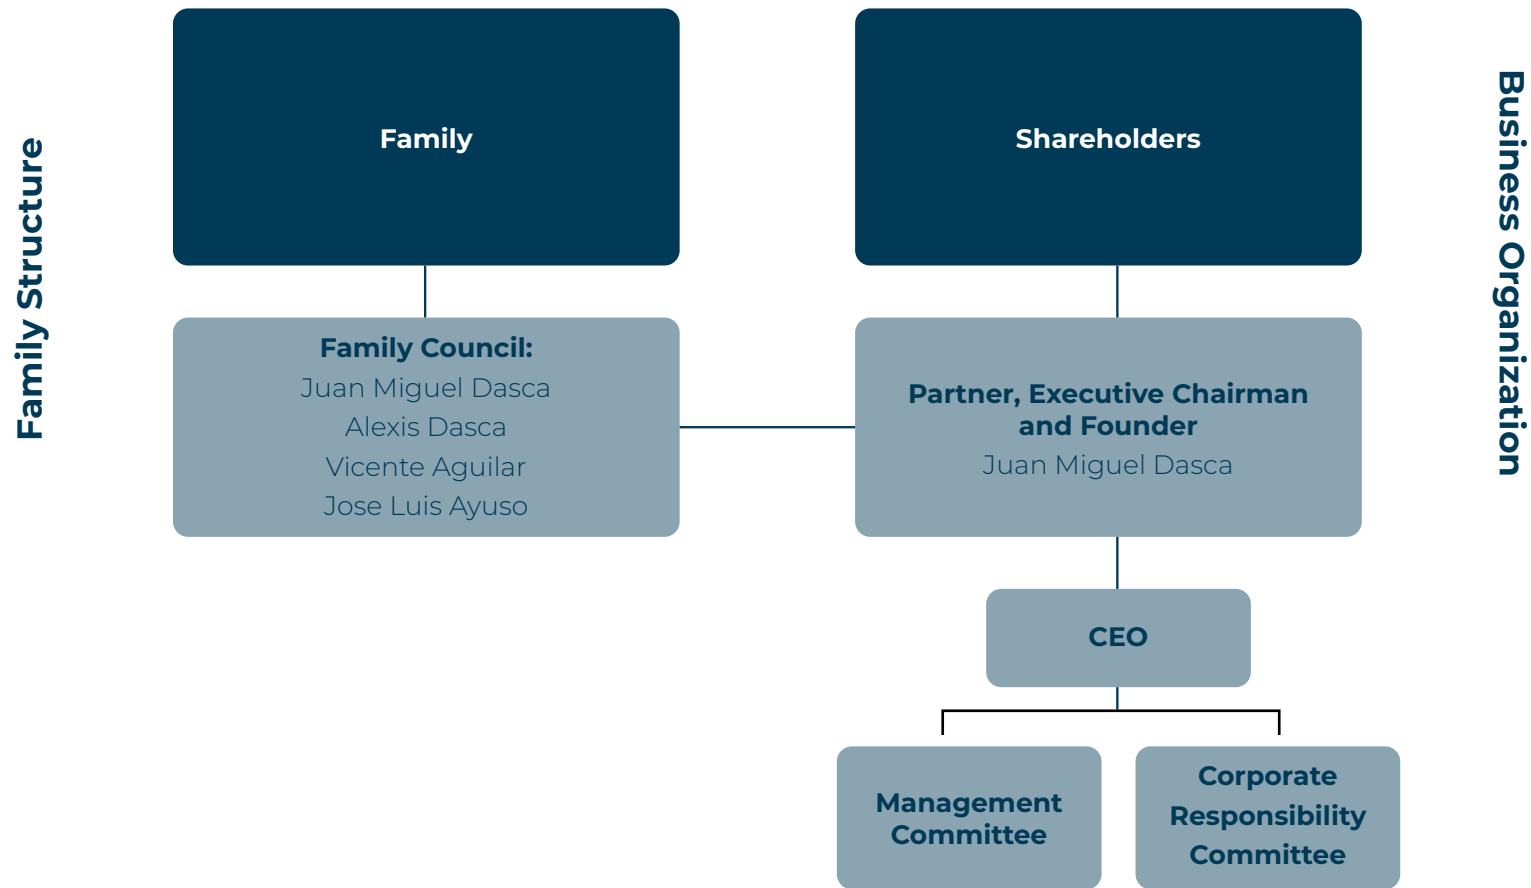 Family Structure
Family
Shareholders
Business Organization
Family Council:
Juan Miguel Dasca
Alexis Dasca
Vicente Aguilar
Jose Luis Ayuso
Partner, Executive Chairman
and Founder
Juan Miguel Dasca
CEO
Management
Committee
Corporate
Responsibility
Committee